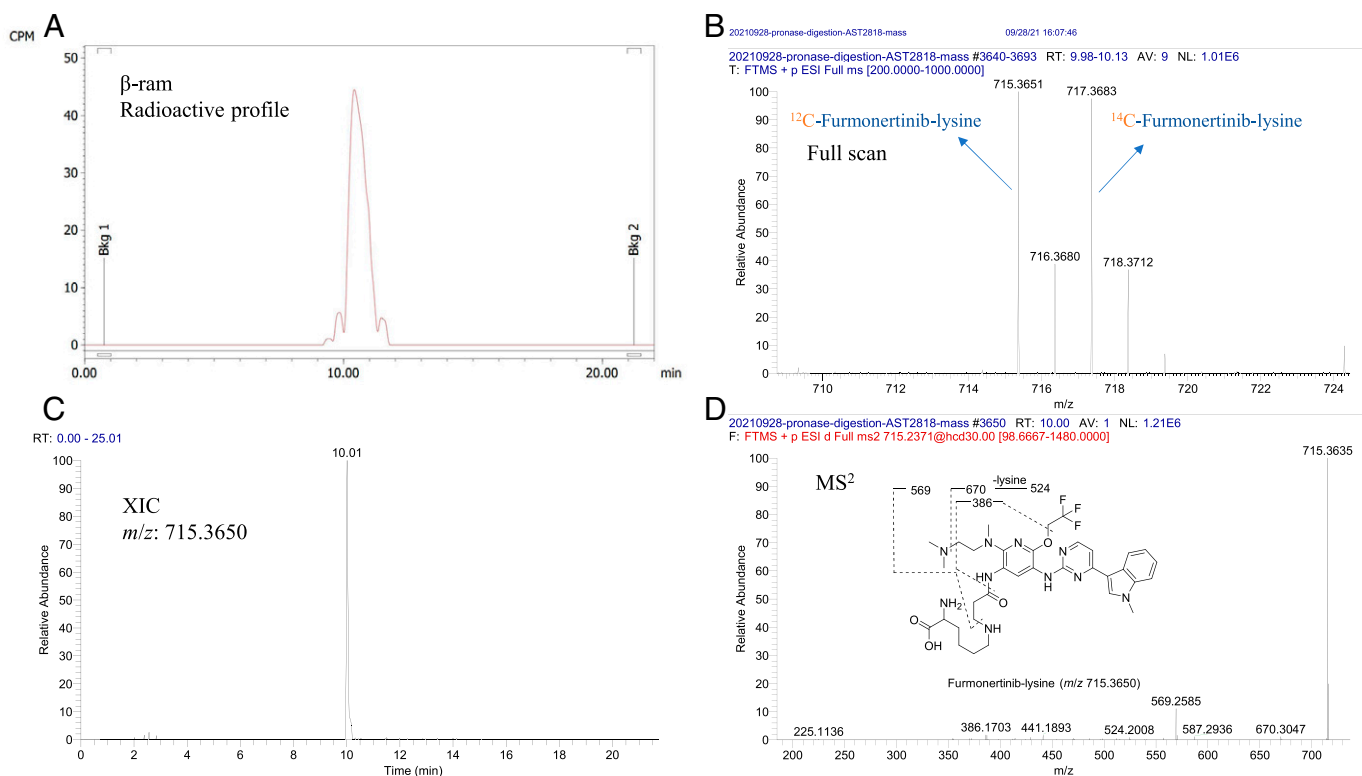 A
CPM
50
40
30
20
10
0
β-ram
Radioactive profile
Bkg 1
Bkg 2
0.00
10.00
20.00
min
B
20210928-pronase-digestion-AST2818-mass 09/28/21 16:07:46
20210928-pronase-digestion-AST2818-mass #3640-3693 RT: 9.98-10.13 AV: 9 NL: 1.01E6
T: FTMS + p ESI Full ms [200.0000-1000.0000]
Relative Abundance
100
90
80
70
60
50
40
30
20
10
0
715.3651
717.3683
¹²C-Furmonertinib-lysine
¹⁴C-Furmonertinib-lysine
Full scan
716.3680
718.3712
710
712
714
716
718
720
722
724
m/z
C
RT: 0.00 - 25.01
Relative Abundance
100
90
80
70
60
50
40
30
20
10
0
10.01
XIC
m/z: 715.3650
0
2
4
6
8
10
12
14
16
18
20
Time (min)
D
20210928-pronase-digestion-AST2818-mass #3650 RT: 10.00 AV: 1 NL: 1.21E6
F: FTMS + p ESI d Full ms2 715.2371@hcd30.00 [98.6667-1480.0000]
Relative Abundance
100
90
80
70
60
50
40
30
20
10
0
715.3635
MS²
-lysine
569
670
524
386
F
F
F
N
N
N
O
N
N
NH
NH
N
O
NH₂
O
OH
NH
Furmonertinib-lysine (m/z 715.3650)
569.2585
225.1136
386.1703
441.1893
524.2008
587.2936
670.3047
200
250
300
350
400
450
500
550
600
650
700
m/z